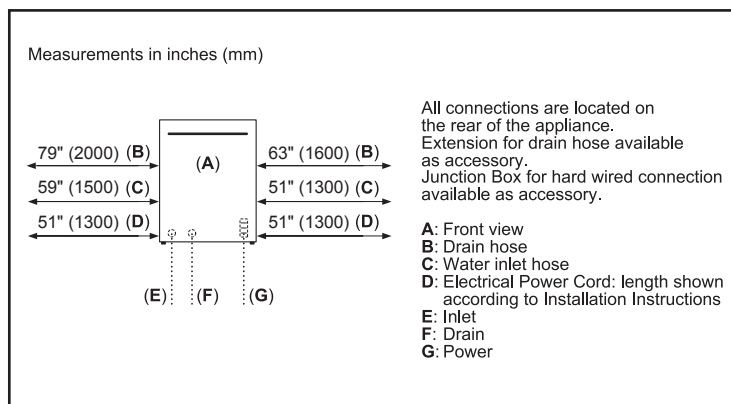 Measurements in inches (mm)
79" (2000) (B)
63" (1600) (B)
(A)
59" (1500) (C)
51" (1300) (C)
51" (1300) (D)
51" (1300) (D)
(E)
(F)
(G)
All connections are located on
the rear of the appliance.
Extension for drain hose available
as accessory.
Junction Box for hard wired connection
available as accessory.
A: Front view
B: Drain hose
C: Water inlet hose
D: Electrical Power Cord: length shown
according to Installation Instructions
E: Inlet
F: Drain
G: Power